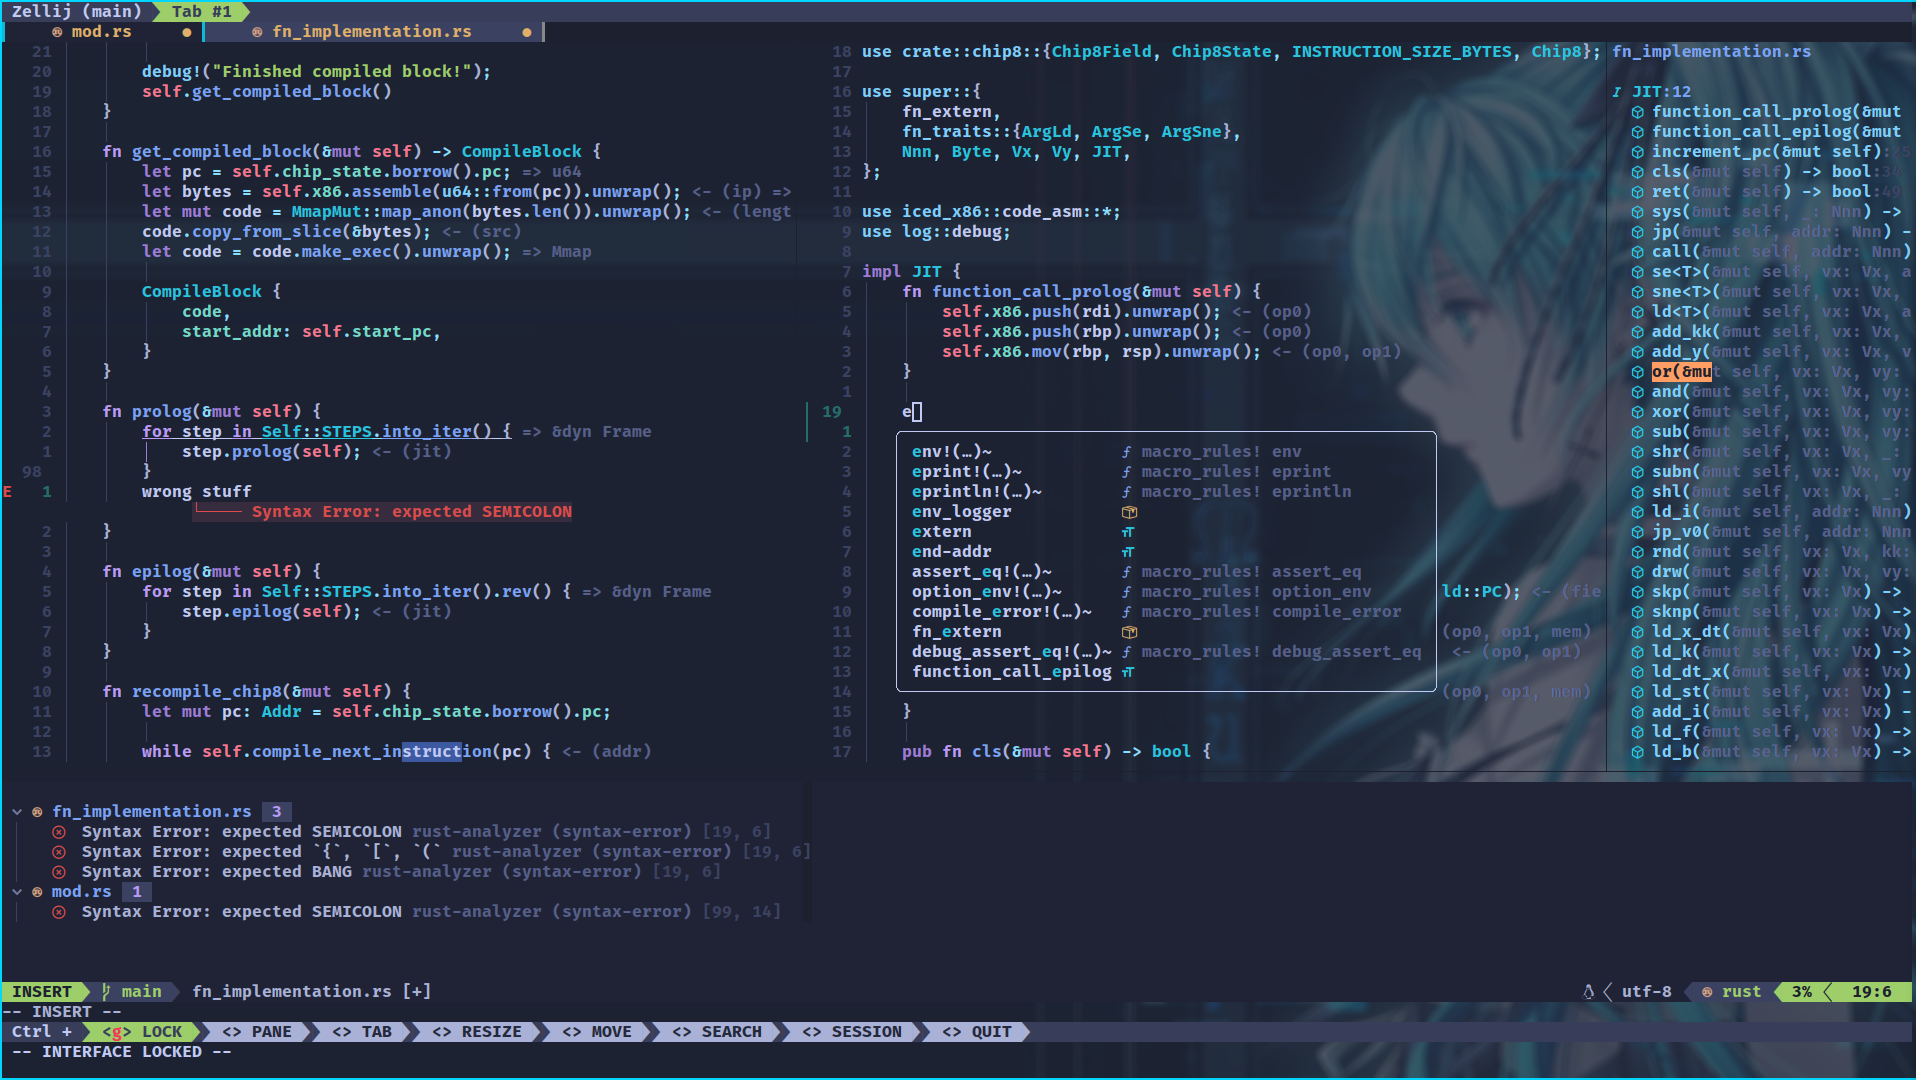 Zellij (main) Tab #1
mod.rs ● fn_implementation.rs ●
21
20 debug!("Finished compiled block!");
19 self.get_compiled_block()
18 }
17
16 fn get_compiled_block(&mut self) -> CompileBlock {
15 let pc = self.chip_state.borrow().pc; => u64
14 let bytes = self.x86.assemble(u64::from(pc)).unwrap(); <- (ip) =>
13 let mut code = MmapMut::map_anon(bytes.len()).unwrap(); <- (lengt
12 code.copy_from_slice(&bytes); <- (src)
11 let code = code.make_exec().unwrap(); => Mmap
10
9 CompileBlock {
8 code,
7 start_addr: self.start_pc,
6 }
5 }
4
3 fn prolog(&mut self) {
2 for step in Self::STEPS.into_iter() { => &dyn Frame
1 step.prolog(self); <- (jit)
98 }
E 1 wrong stuff
Syntax Error: expected SEMICOLON
2 }
3
4 fn epilog(&mut self) {
5 for step in Self::STEPS.into_iter().rev() { => &dyn Frame
6 step.epilog(self); <- (jit)
7 }
8 }
9
10 fn recompile_chip8(&mut self) {
11 let mut pc: Addr = self.chip_state.borrow().pc;
12
13 while self.compile_next_instruction(pc) { <- (addr)
18 use crate::chip8::{Chip8Field, Chip8State, INSTRUCTION_SIZE_BYTES, Chip8};
17
16 use super::{
15 fn_extern,
14 fn_traits::{ArgLd, ArgSe, ArgSne},
13 Nnn, Byte, Vx, Vy, JIT,
12 };
11
10 use iced_x86::code_asm::*;
9 use log::debug;
8
7 impl JIT {
6 fn function_call_prolog(&mut self) {
5 self.x86.push(rdi).unwrap(); <- (op0)
4 self.x86.push(rbp).unwrap(); <- (op0)
3 self.x86.mov(rbp, rsp).unwrap(); <- (op0, op1)
2 }
1
19 e
1
2 env!(…)~ ƒ macro_rules! env
3 eprint!(…)~ ƒ macro_rules! eprint
4 eprintln!(…)~ ƒ macro_rules! eprintln
5 env_logger
6 extern
7 end-addr
8 assert_eq!(…)~ ƒ macro_rules! assert_eq
9 option_env!(…)~ ƒ macro_rules! option_env ld::PC); <- (fie
10 compile_error!(…)~ ƒ macro_rules! compile_error
11 fn_extern (op0, op1, mem)
12 debug_assert_eq!(…)~ ƒ macro_rules! debug_assert_eq <- (op0, op1)
13 function_call_epilog
14 (op0, op1, mem)
15 }
16
17 pub fn cls(&mut self) -> bool {
fn_implementation.rs
JIT:12
function_call_prolog(&mut
function_call_epilog(&mut
increment_pc(&mut self):25
cls(&mut self) -> bool:34
ret(&mut self) -> bool:49
sys(&mut self, _: Nnn) ->
jp(&mut self, addr: Nnn) -
call(&mut self, addr: Nnn)
se<T>(&mut self, vx: Vx, a
sne<T>(&mut self, vx: Vx,
ld<T>(&mut self, vx: Vx, a
add_kk(&mut self, vx: Vx,
add_y(&mut self, vx: Vx, v
or(&mut self, vx: Vx, vy:
and(&mut self, vx: Vx, vy:
xor(&mut self, vx: Vx, vy:
sub(&mut self, vx: Vx, vy:
shr(&mut self, vx: Vx, _:
subn(&mut self, vx: Vx, vy
shl(&mut self, vx: Vx, _:
ld_i(&mut self, addr: Nnn)
jp_v0(&mut self, addr: Nnn
rnd(&mut self, vx: Vx, kk:
drw(&mut self, vx: Vx, vy:
skp(&mut self, vx: Vx) ->
sknp(&mut self, vx: Vx) ->
ld_x_dt(&mut self, vx: Vx)
ld_k(&mut self, vx: Vx) ->
ld_dt_x(&mut self, vx: Vx)
ld_st(&mut self, vx: Vx) -
add_i(&mut self, vx: Vx) -
ld_f(&mut self, vx: Vx) ->
ld_b(&mut self, vx: Vx) ->
fn_implementation.rs 3
Syntax Error: expected SEMICOLON rust-analyzer (syntax-error) [19, 6]
Syntax Error: expected `{`, `[`, `(` rust-analyzer (syntax-error) [19, 6]
Syntax Error: expected BANG rust-analyzer (syntax-error) [19, 6]
mod.rs 1
Syntax Error: expected SEMICOLON rust-analyzer (syntax-error) [99, 14]
INSERT main fn_implementation.rs [+] utf-8 rust 3% 19:6
-- INSERT --
Ctrl + <g> LOCK <> PANE <> TAB <> RESIZE <> MOVE <> SEARCH <> SESSION <> QUIT
-- INTERFACE LOCKED --